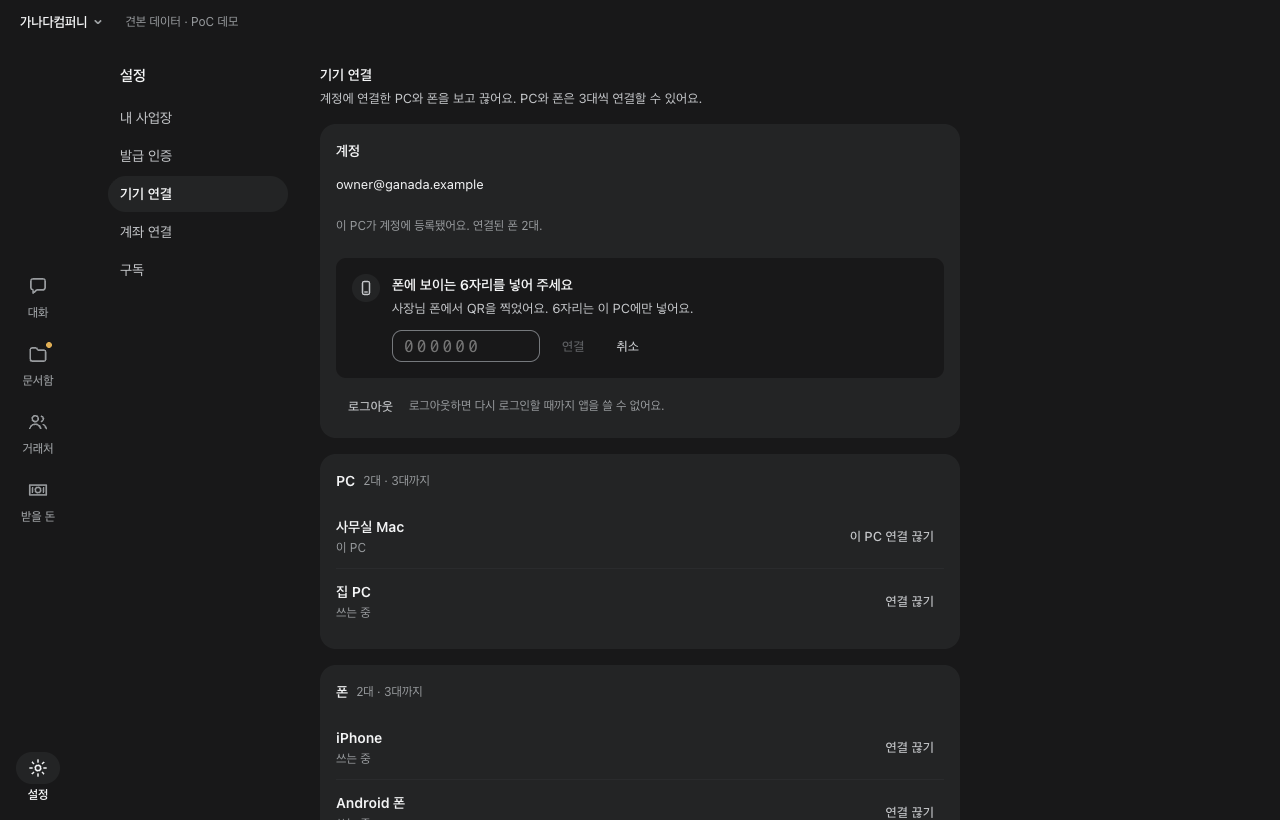 가나다컴퍼니
견본 데이터 · PoC 데모
설정
내 사업장
발급 인증
기기 연결
계좌 연결
구독
대화
문서함
거래처
받을 돈
설정
기기 연결
계정에 연결한 PC와 폰을 보고 끊어요. PC와 폰은 3대씩 연결할 수 있어요.
계정
owner@ganada.example
이 PC가 계정에 등록됐어요. 연결된 폰 2대.
폰에 보이는 6자리를 넣어 주세요
사장님 폰에서 QR을 찍었어요. 6자리는 이 PC에만 넣어요.
000000 연결 취소
로그아웃 로그아웃하면 다시 로그인할 때까지 앱을 쓸 수 없어요.
PC 2대 · 3대까지
사무실 Mac
이 PC
이 PC 연결 끊기
집 PC
쓰는 중
연결 끊기
폰 2대 · 3대까지
iPhone
쓰는 중
연결 끊기
Android 폰
연결 끊기